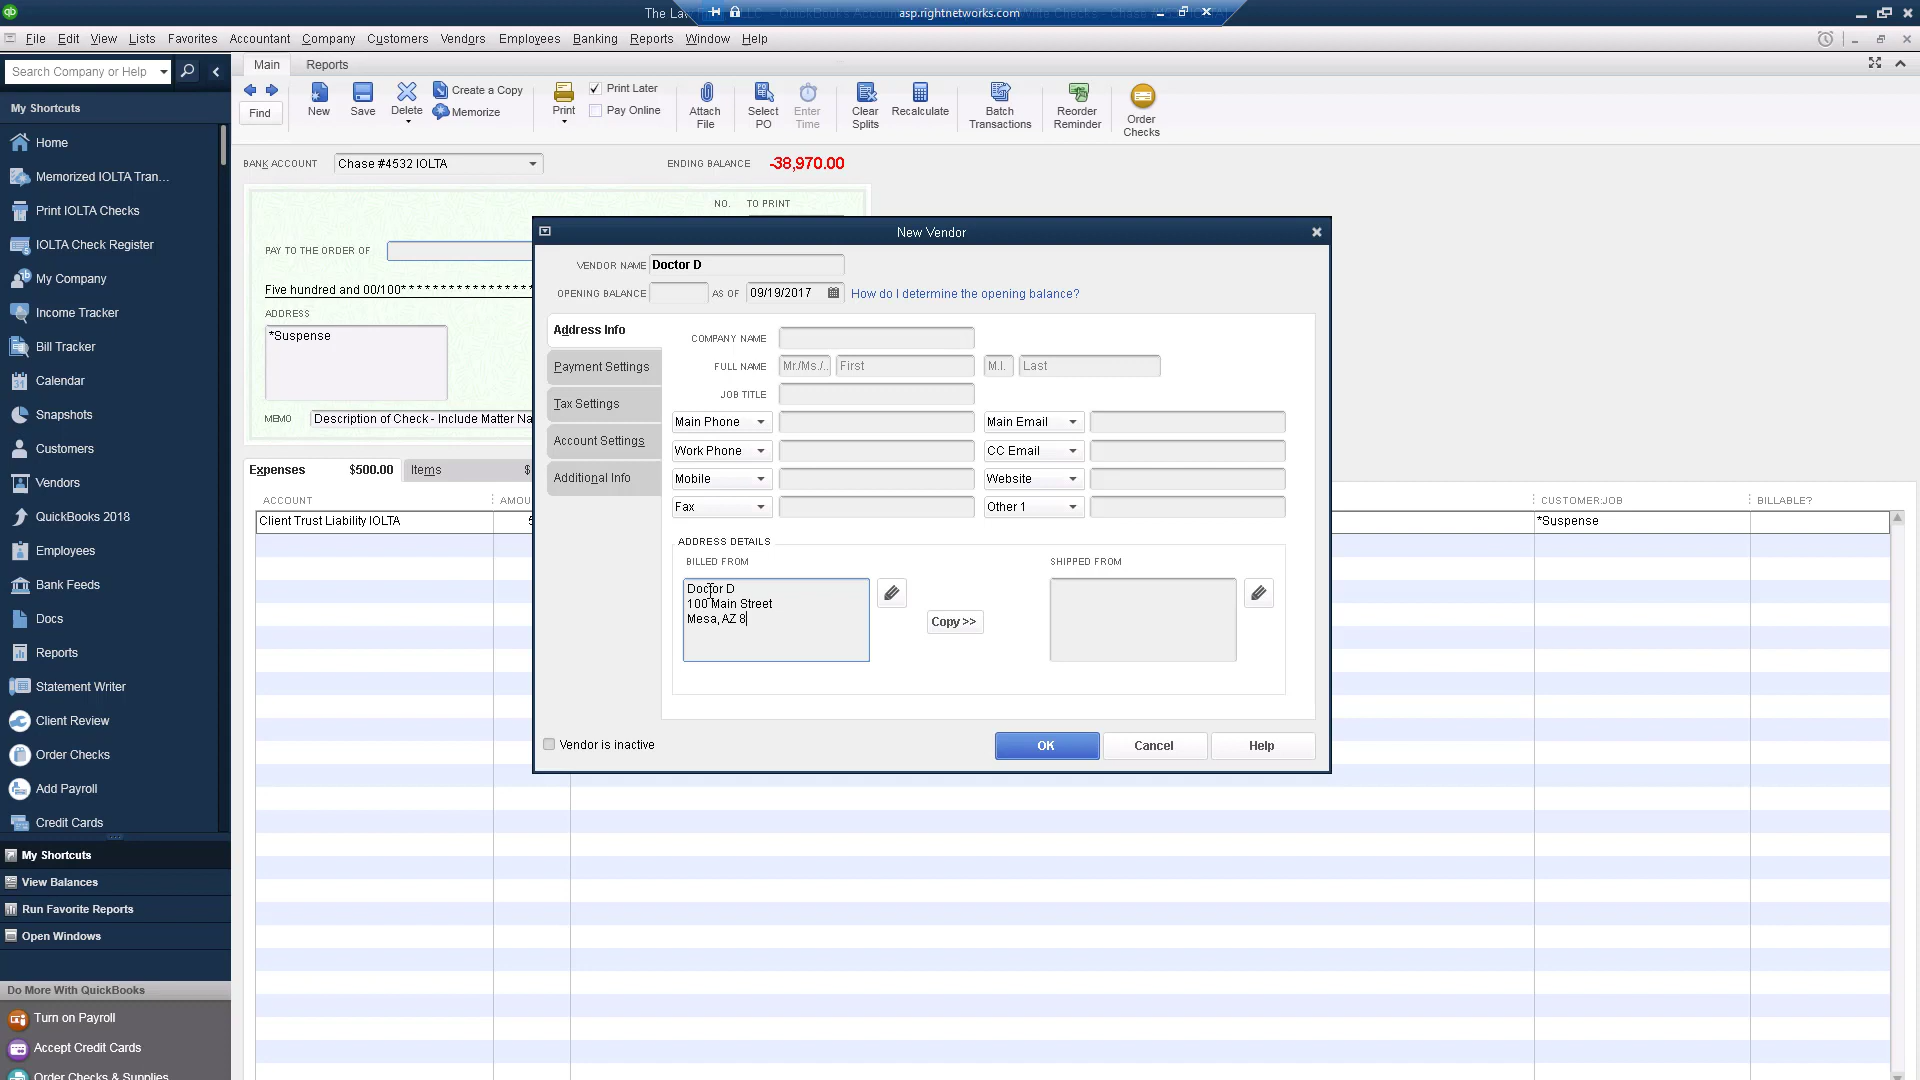 The La
LLC - QuickBooks Accou
asp.rightnetworks.com
File Edit View Lists Favorites Accountant Company Customers Vendors Employees Banking Reports Window Help
Search Company or Help
Main Reports
Find
New
Save
Delete
Create a Copy
Memorize
Print
Print Later
Pay Online
Attach
File
Select
PO
Enter
Time
Clear
Splits
Recalculate
Batch
Transactions
Reorder
Reminder
Order
Checks
My Shortcuts
Home
Memorized IOLTA Tran...
Print IOLTA Checks
IOLTA Check Register
My Company
Income Tracker
Bill Tracker
Calendar
Snapshots
Customers
Vendors
QuickBooks 2018
Employees
Bank Feeds
Docs
Reports
Statement Writer
Client Review
Order Checks
Add Payroll
Credit Cards
My Shortcuts
View Balances
Run Favorite Reports
Open Windows
Do More With QuickBooks
Turn on Payroll
Accept Credit Cards
Order Checks & Supplies
BANK ACCOUNT Chase #4532 IOLTA ENDING BALANCE -38,970.00
NO. TO PRINT
PAY TO THE ORDER OF
Five hundred and 00/100* * * * * * * * * * * * * * *
ADDRESS
*Suspense
MEMO Description of Check - Include Matter Na
Expenses $500.00 Items $
ACCOUNT AMOU CUSTOMER:JOB BILLABLE?
Client Trust Liability IOLTA 5 *Suspense
New Vendor
VENDOR NAME Doctor D
OPENING BALANCE AS OF 09/19/2017 How do I determine the opening balance?
Address Info
Payment Settings
Tax Settings
Account Settings
Additional Info
COMPANY NAME
FULL NAME Mr./Ms./.. First M.I. Last
JOB TITLE
Main Phone Main Email
Work Phone CC Email
Mobile Website
Fax Other 1
ADDRESS DETAILS
BILLED FROM SHIPPED FROM
Doctor D
100 Main Street
Mesa, AZ 8
Copy >>
Vendor is inactive
OK Cancel Help